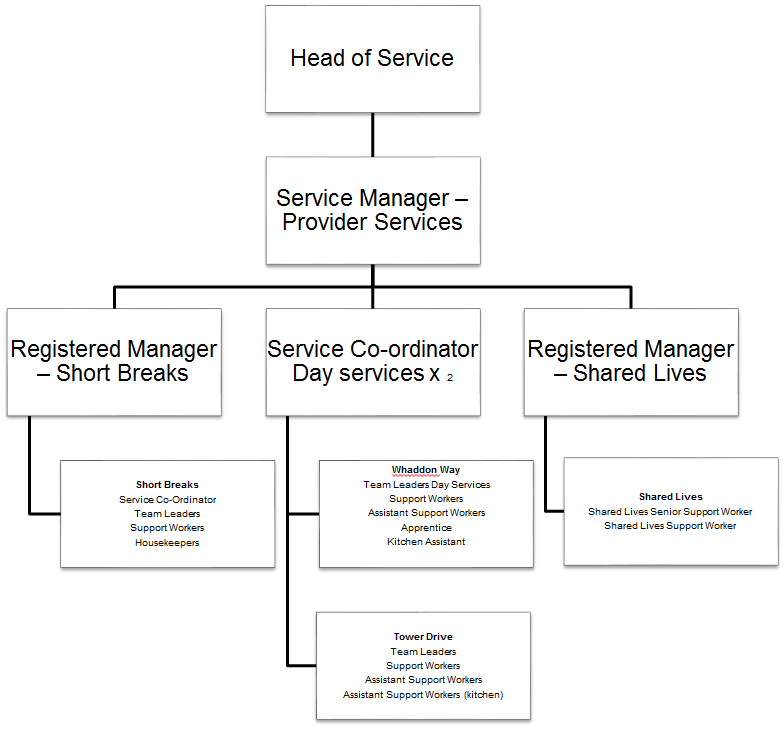 Head of Service
Service Manager –
Provider Services
Registered Manager
– Short Breaks
Service Co-ordinator
Day services x 2
Registered Manager
– Shared Lives
Short Breaks
Service Co-Ordinator
Team Leaders
Support Workers
Housekeepers
Whaddon Way
Team Leaders Day Services
Support Workers
Assistant Support Workers
Apprentice
Kitchen Assistant
Shared Lives
Shared Lives Senior Support Worker
Shared Lives Support Worker
Tower Drive
Team Leaders
Support Workers
Assistant Support Workers
Assistant Support Workers (kitchen)